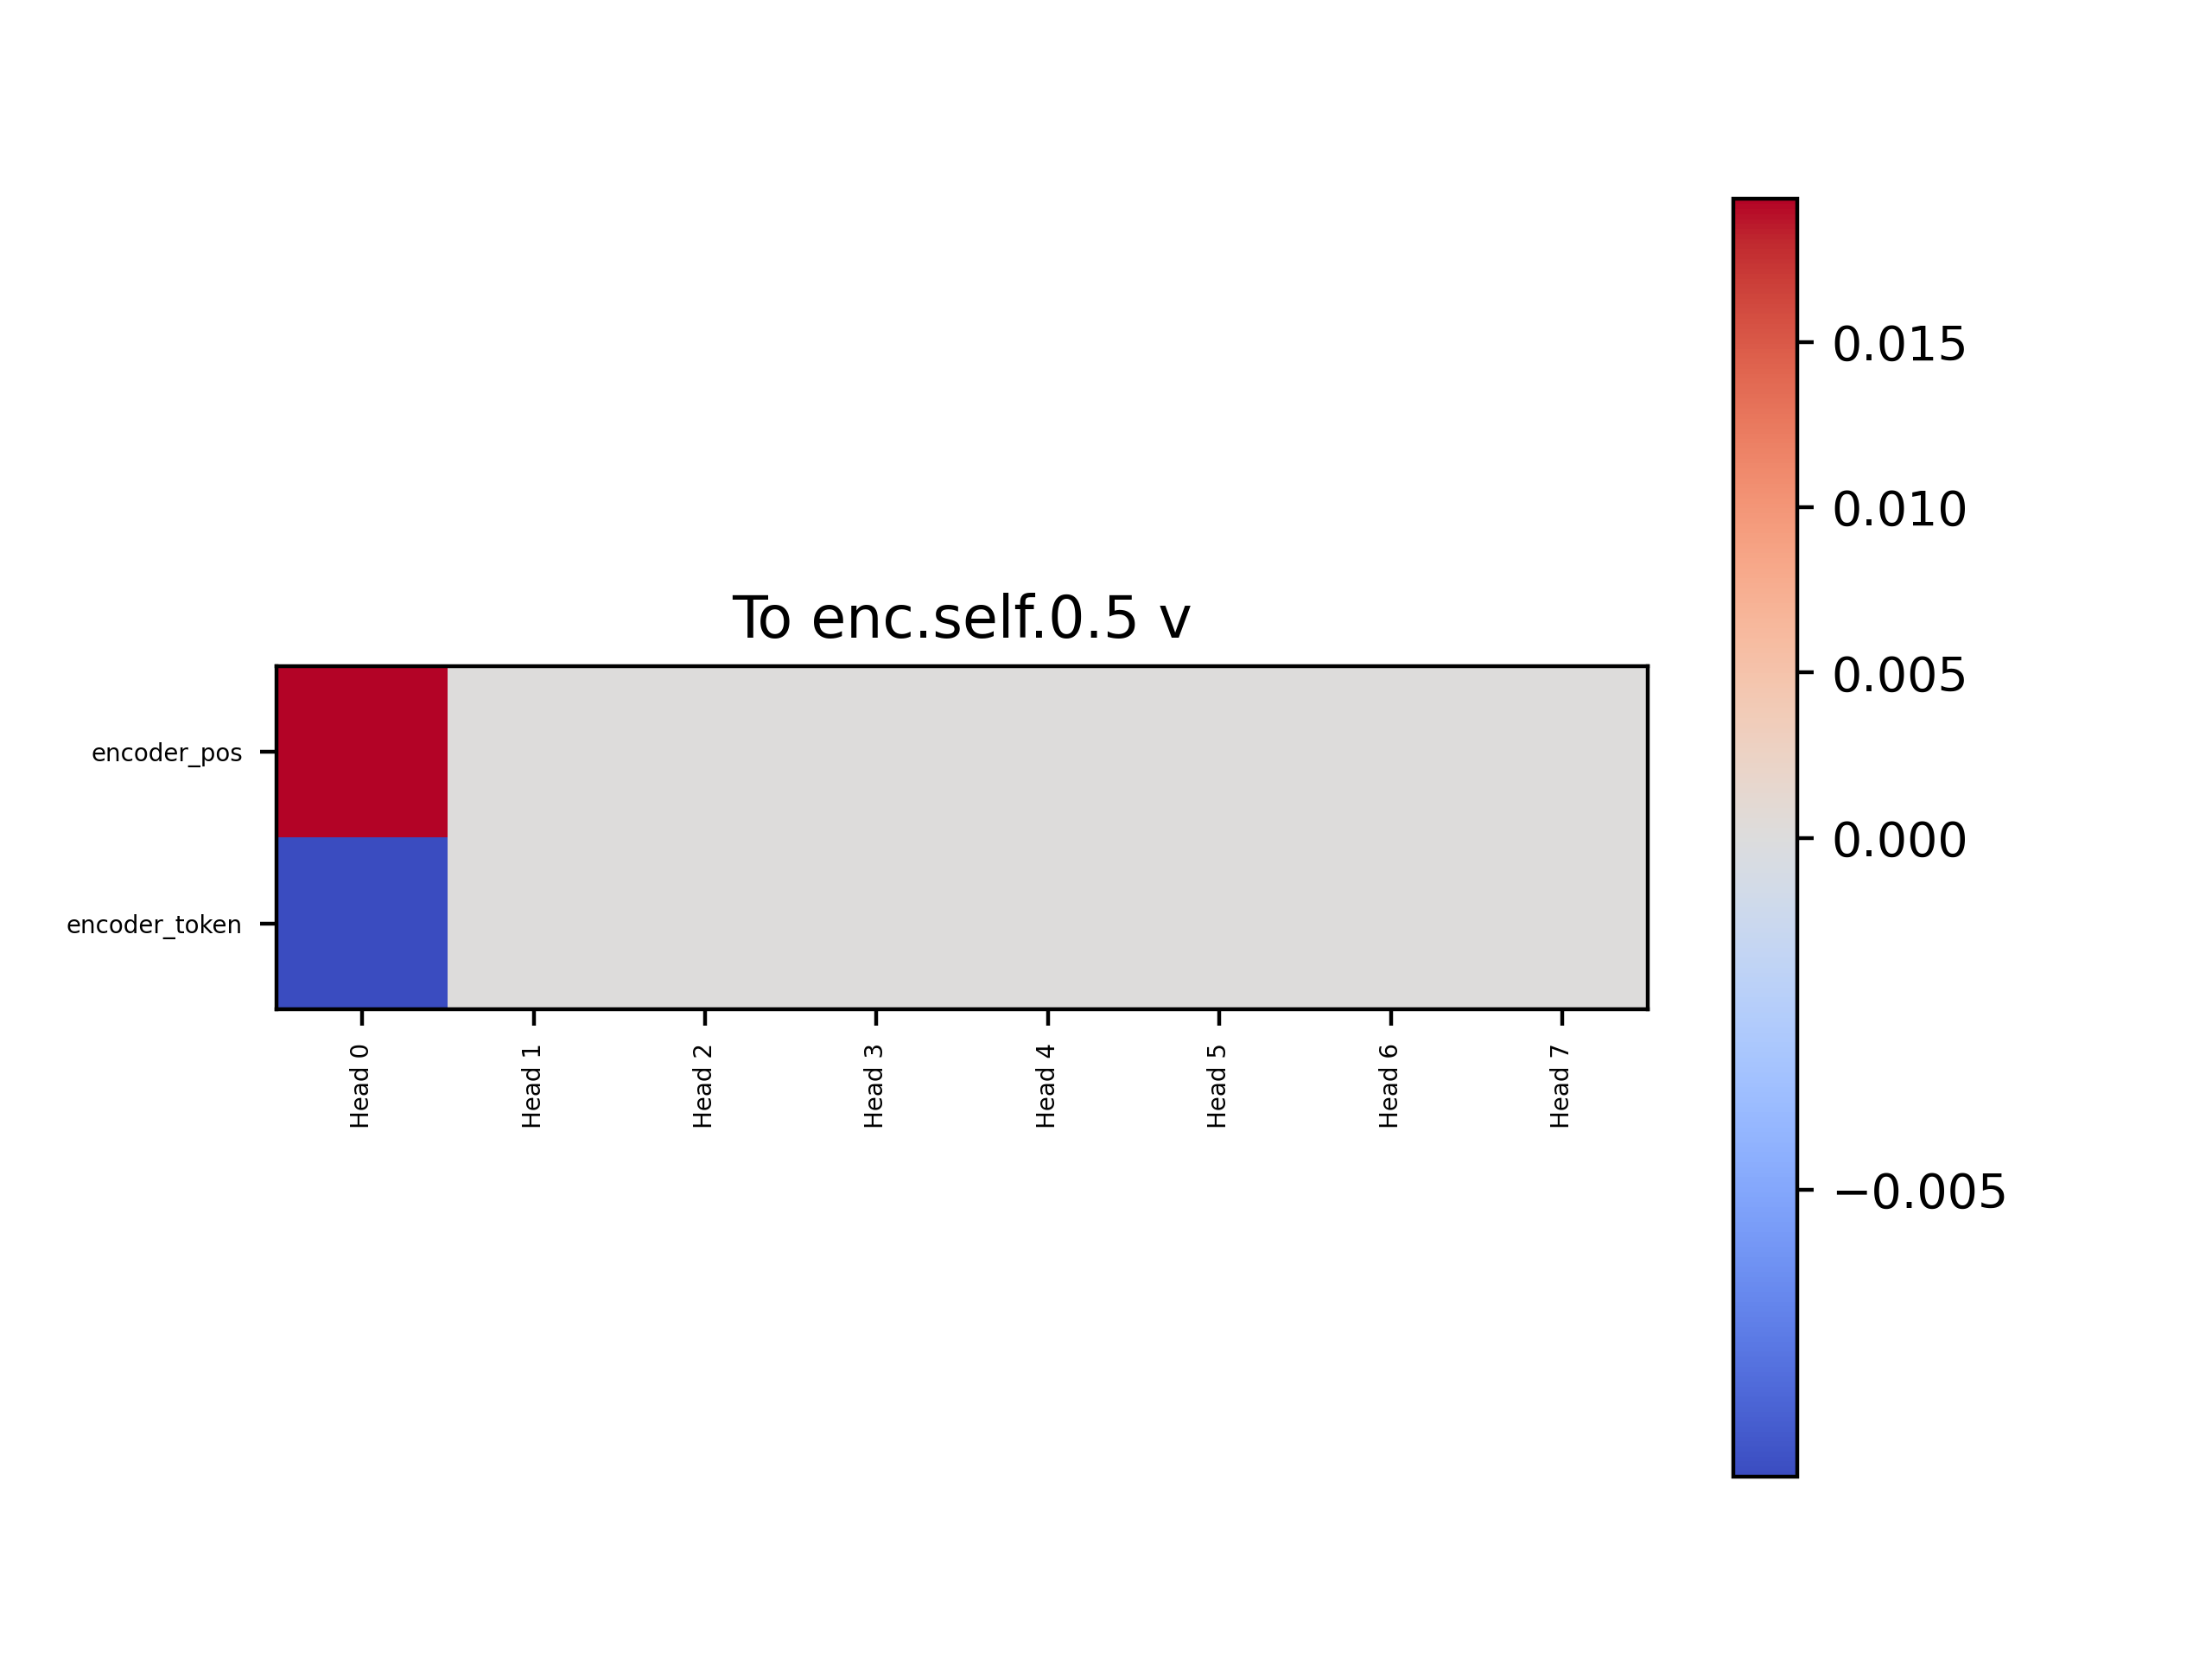 To enc.self.0.5 v
encoder_pos
encoder_token
Head 0
Head 1
Head 2
Head 3
Head 4
Head 5
Head 6
Head 7
0.015
0.010
0.005
0.000
−0.005